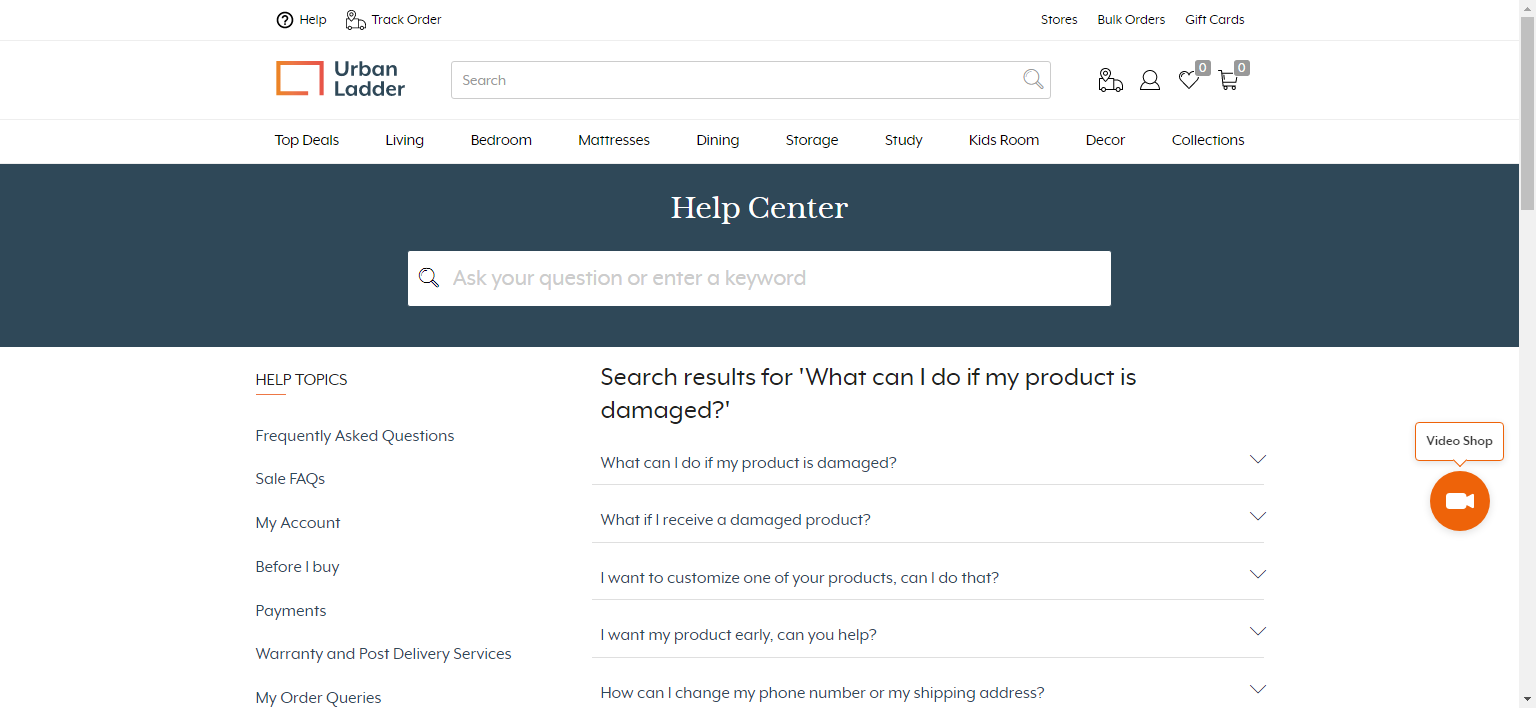 Help
Track Order
Stores
Bulk Orders
Gift Cards
Urban
Ladder
Search
0
0
Top Deals
Living
Bedroom
Mattresses
Dining
Storage
Study
Kids Room
Decor
Collections
Help Center
Ask your question or enter a keyword
HELP TOPICS
Frequently Asked Questions
Sale FAQs
My Account
Before I buy
Payments
Warranty and Post Delivery Services
My Order Queries
Search results for 'What can I do if my product is
damaged?'
What can I do if my product is damaged?
What if I receive a damaged product?
I want to customize one of your products, can I do that?
I want my product early, can you help?
How can I change my phone number or my shipping address?
Video Shop